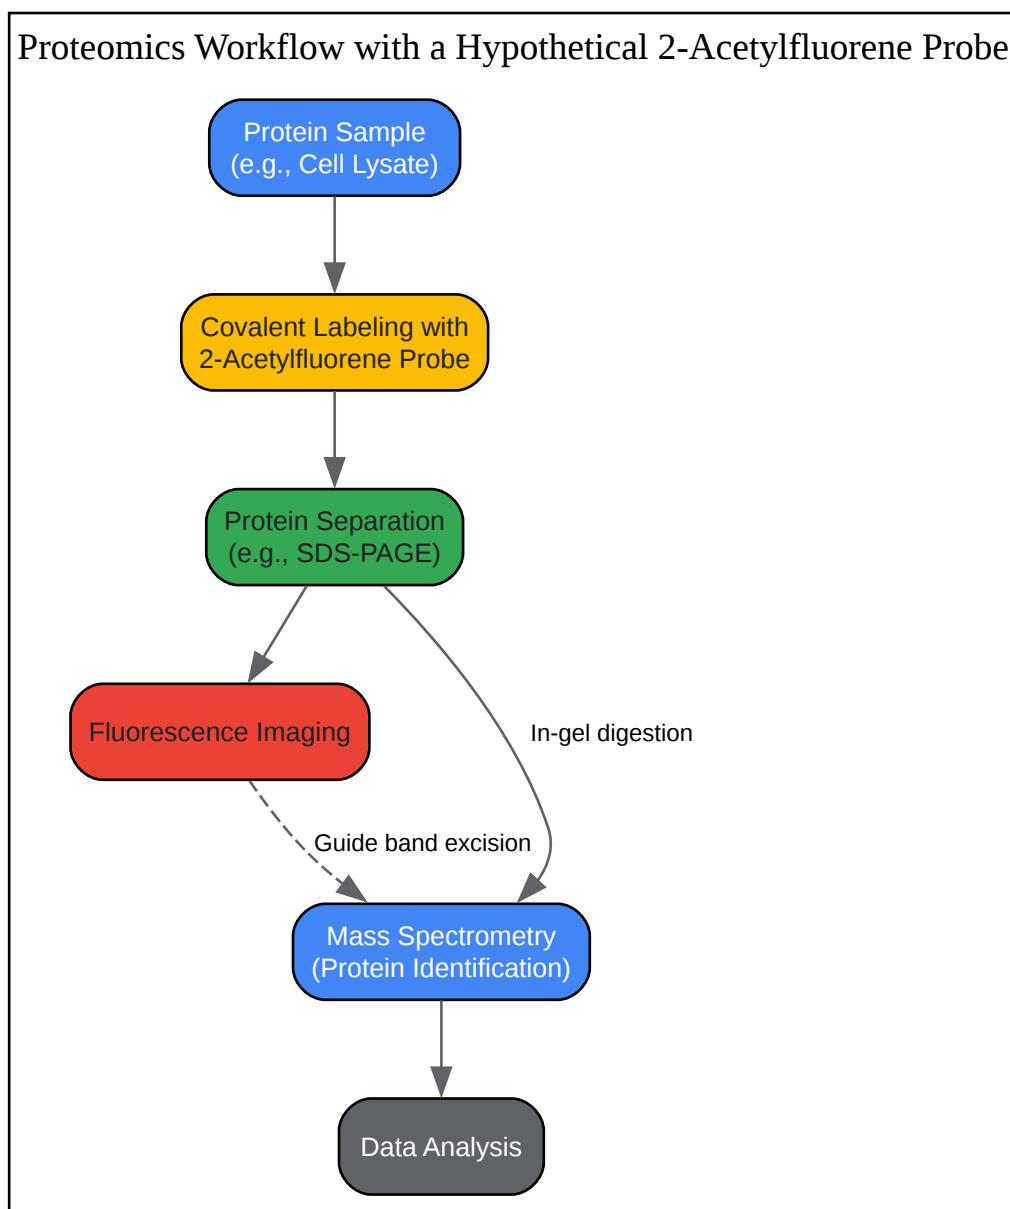 Proteomics Workflow with a Hypothetical 2-Acetylfluorene Probe
Protein Sample
(e.g., Cell Lysate)
Covalent Labeling with
2-Acetylfluorene Probe
Protein Separation
(e.g., SDS-PAGE)
Fluorescence Imaging
In-gel digestion
Guide band excision
Mass Spectrometry
(Protein Identification)
Data Analysis